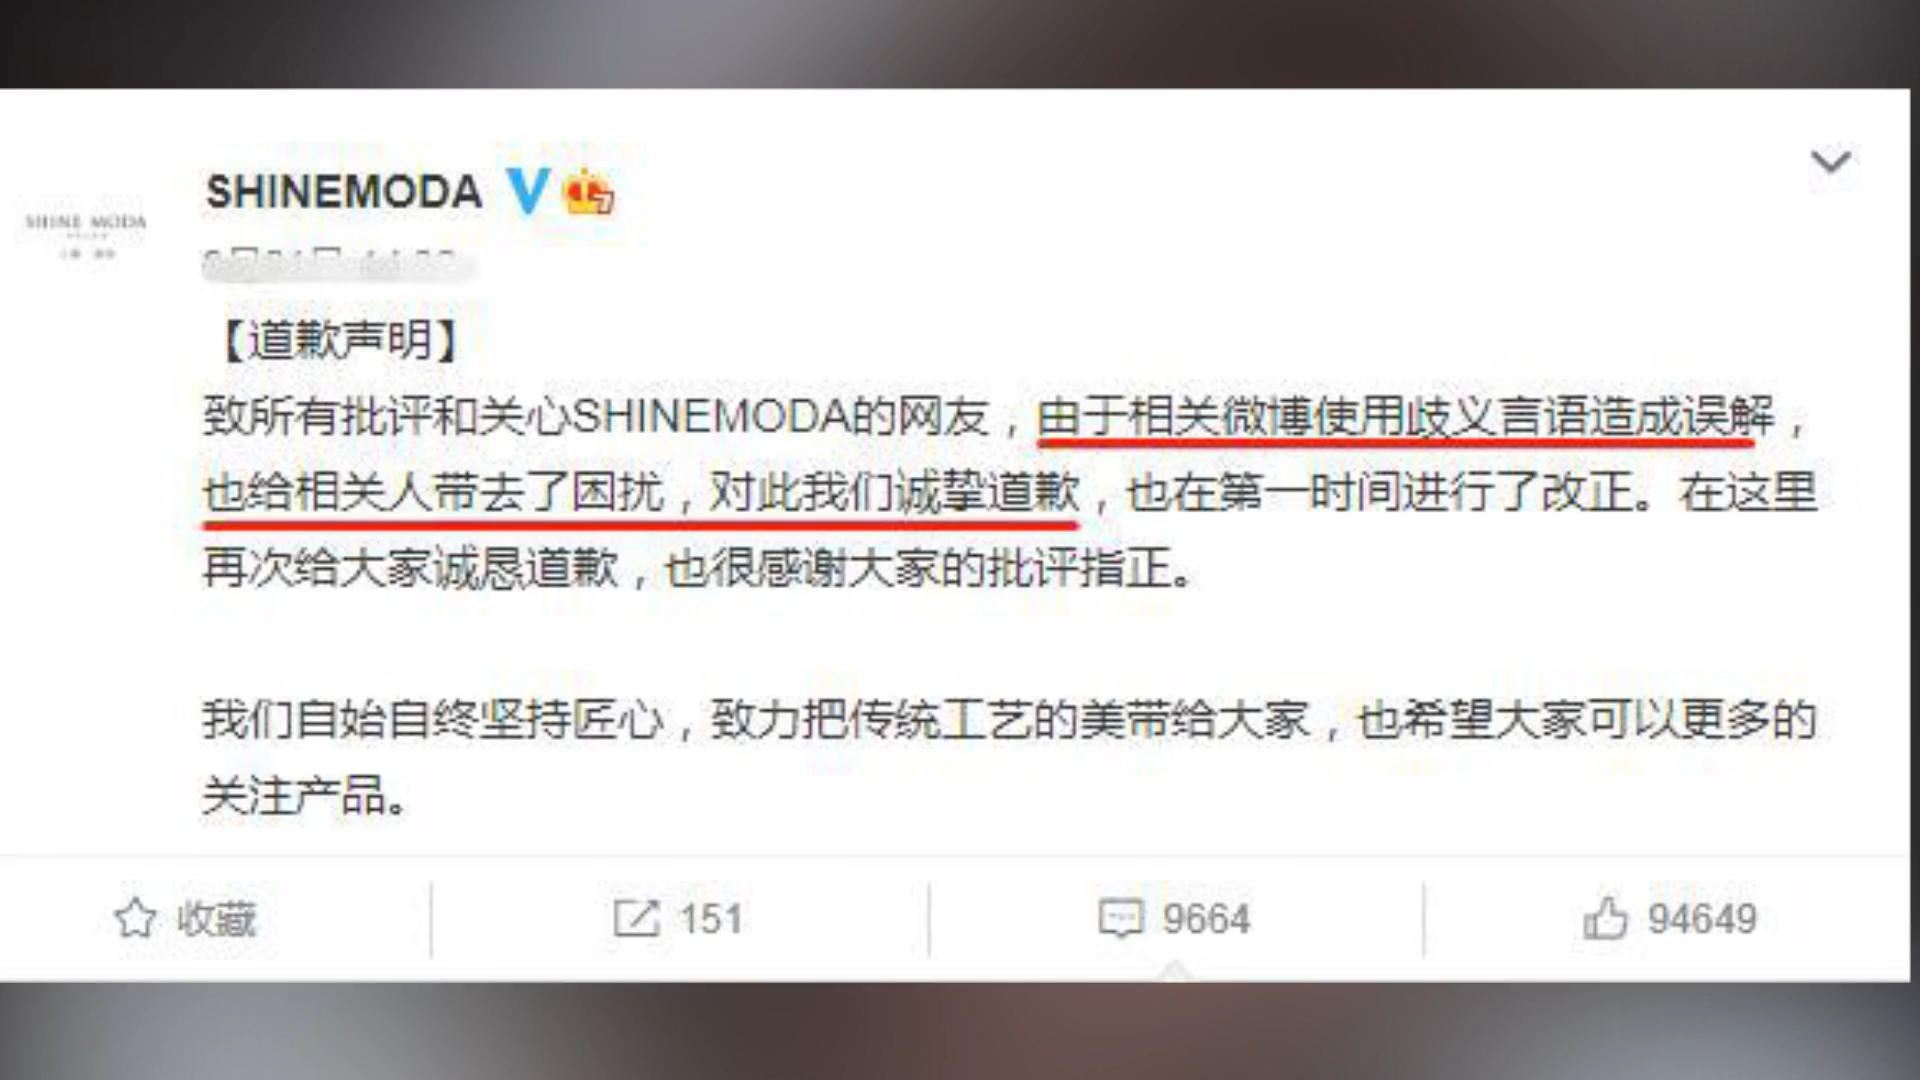 SHINEMODA
SHINE MODA
【道歉声明】
致所有批评和关心SHINEMODA的网友，由于相关微博使用歧义言语造成误解，
也给相关人带去了困扰，对此我们诚挚道歉，也在第一时间进行了改正。在这里
再次给大家诚恳道歉，也很感谢大家的批评指正。
我们自始自终坚持匠心，致力把传统工艺的美带给大家，也希望大家可以更多的
关注产品。
收藏
151
9664
94649